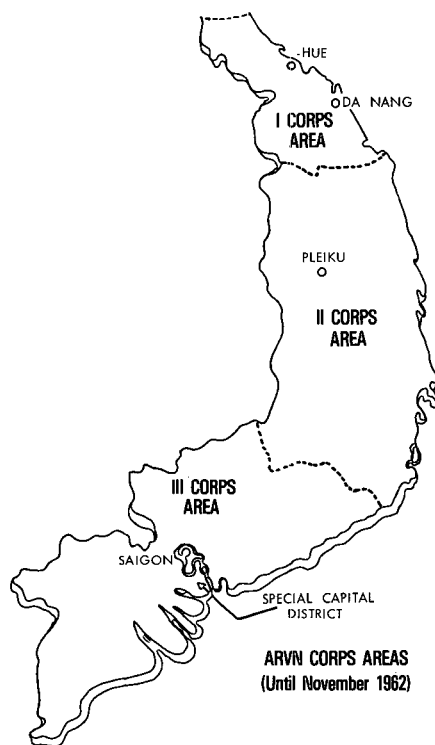 HUE
DA NANG
I CORPS
AREA
PLEIKU
II CORPS
AREA
III CORPS
AREA
SAIGON
SPECIAL CAPITAL
DISTRICT
ARVN CORPS AREAS
(Until November 1962)